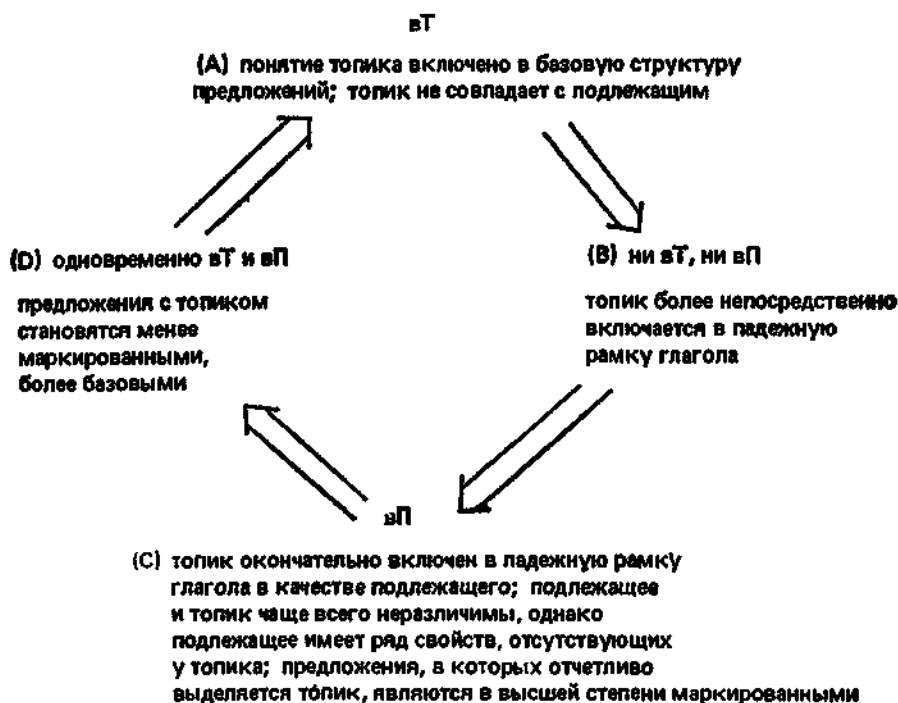 вТ
(А) понятие топика включено в базовую структуру
предложений; топик не совпадает с подлежащим
(D) одновременно вТ и вП
предложения с топиком
становятся менее
маркированными,
более базовыми
(В) ни вТ, ни вП
топик более непосредственно
включается в падежную
рамку глагола
вП
(С) топик окончательно включен в падежную рамку
глагола в качестве подлежащего; подлежащее
и топик чаще всего неразличимы, однако
подлежащее имеет ряд свойств, отсутствующих
у топика; предложения, в которых отчетливо
выделяется топик, являются в высшей степени маркированными